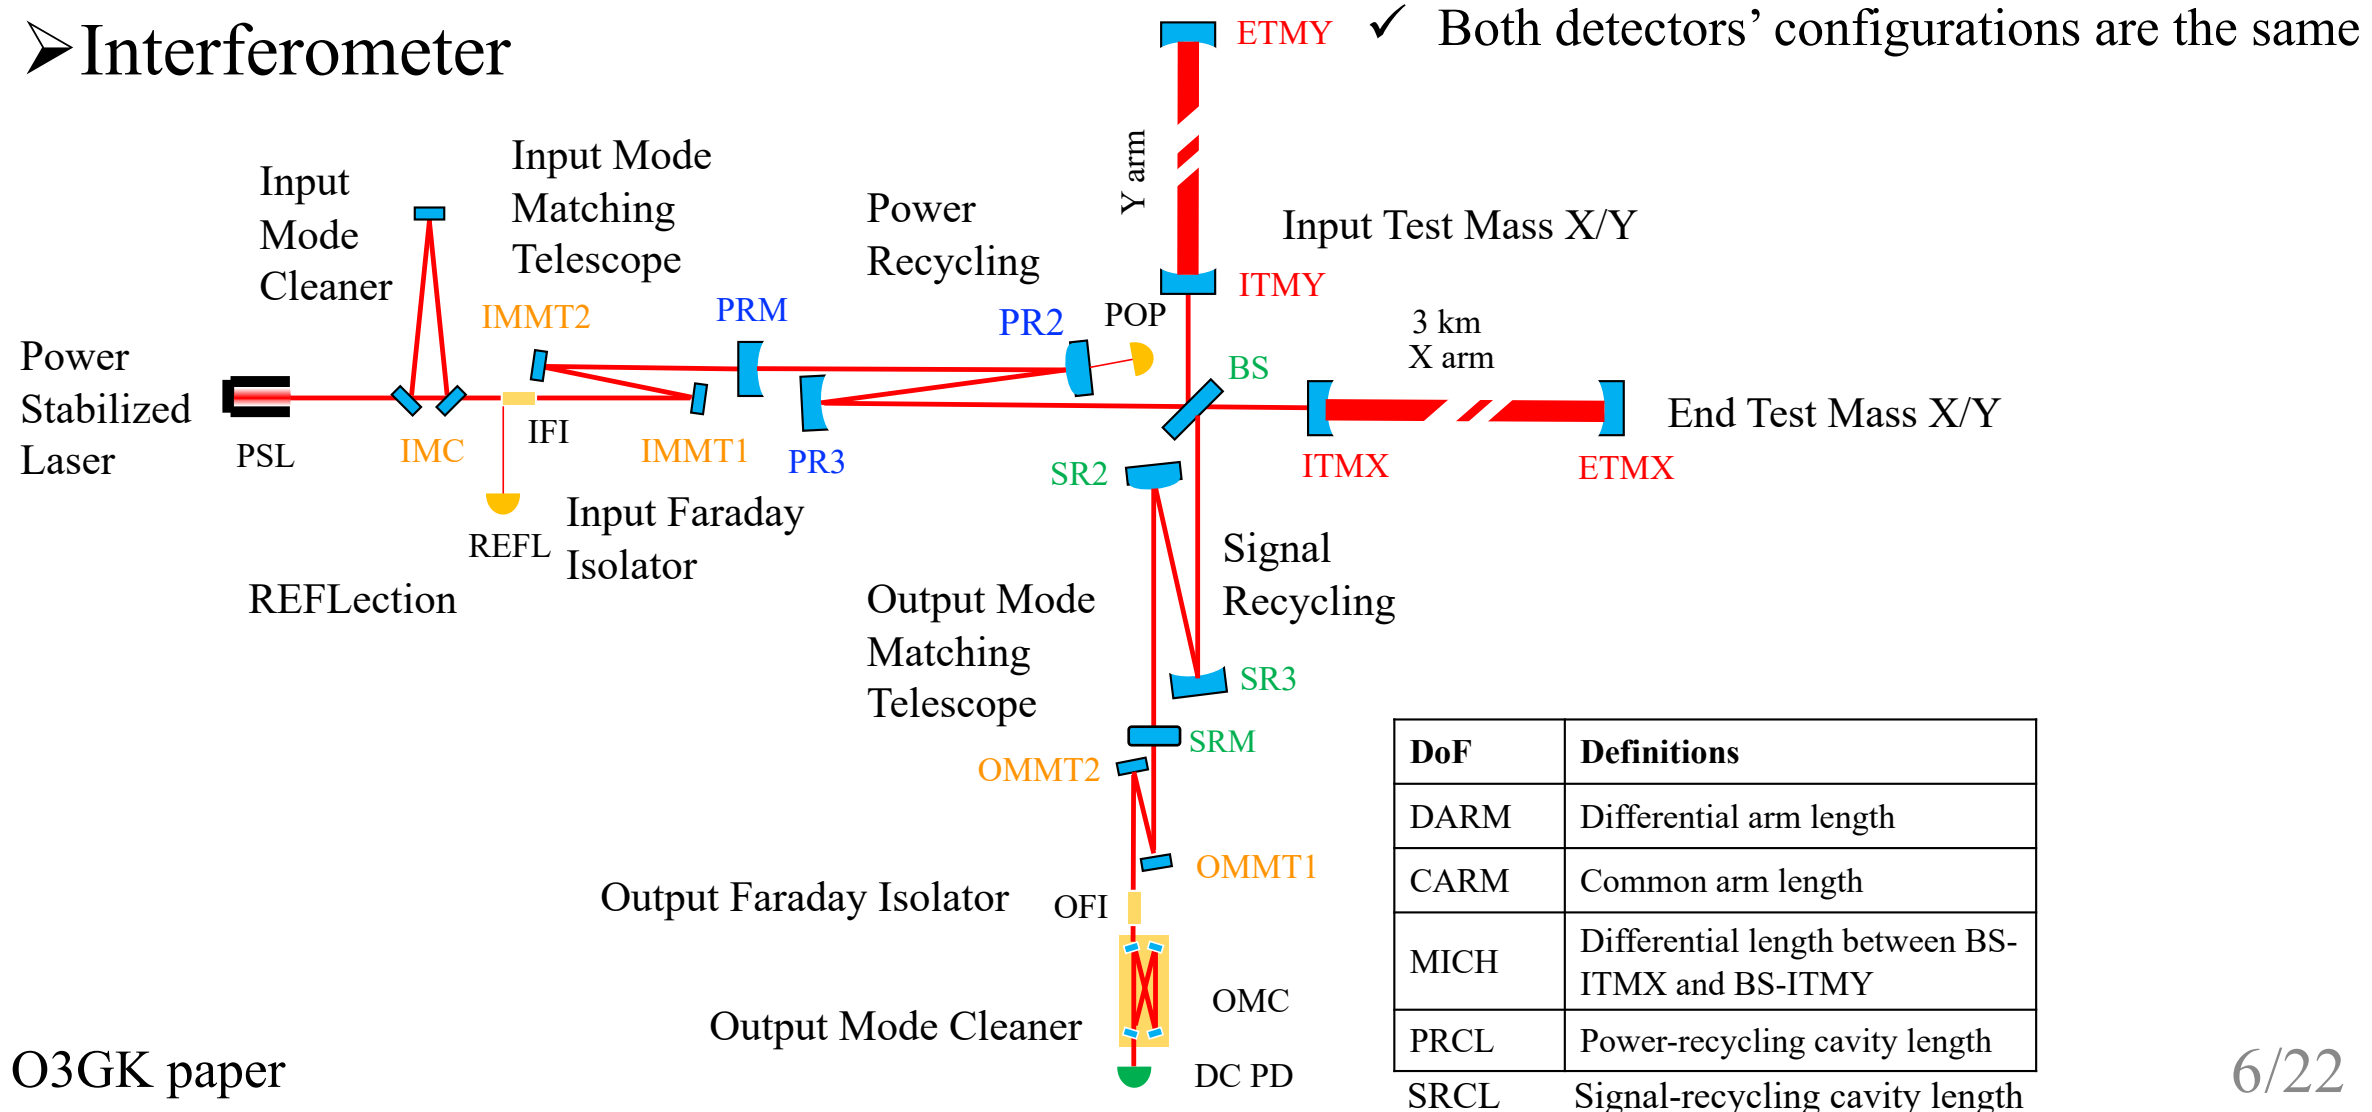 ➢Interferometer
✓ Both detectors’ configurations are the same
ETMY
Y arm
Input
Mode
Cleaner
Input Mode
Matching
Telescope
Power
Recycling
Input Test Mass X/Y
ITMY
IMMT2
PRM
PR2
POP
3 km
X arm
BS
Power
Stabilized
Laser
PSL
IMC
IFI
IMMT1
PR3
SR2
ITMX
ETMX
End Test Mass X/Y
REFL
Input Faraday
Isolator
REFLection
Signal
Recycling
Output Mode
Matching
Telescope
SR3
SRM
OMMT2
OMMT1
Output Faraday Isolator
OFI
OMC
Output Mode Cleaner
DC PD
DoF Definitions
DARM Differential arm length
CARM Common arm length
MICH Differential length between BS-
ITMX and BS-ITMY
PRCL Power-recycling cavity length
SRCL Signal-recycling cavity length
O3GK paper
6/22